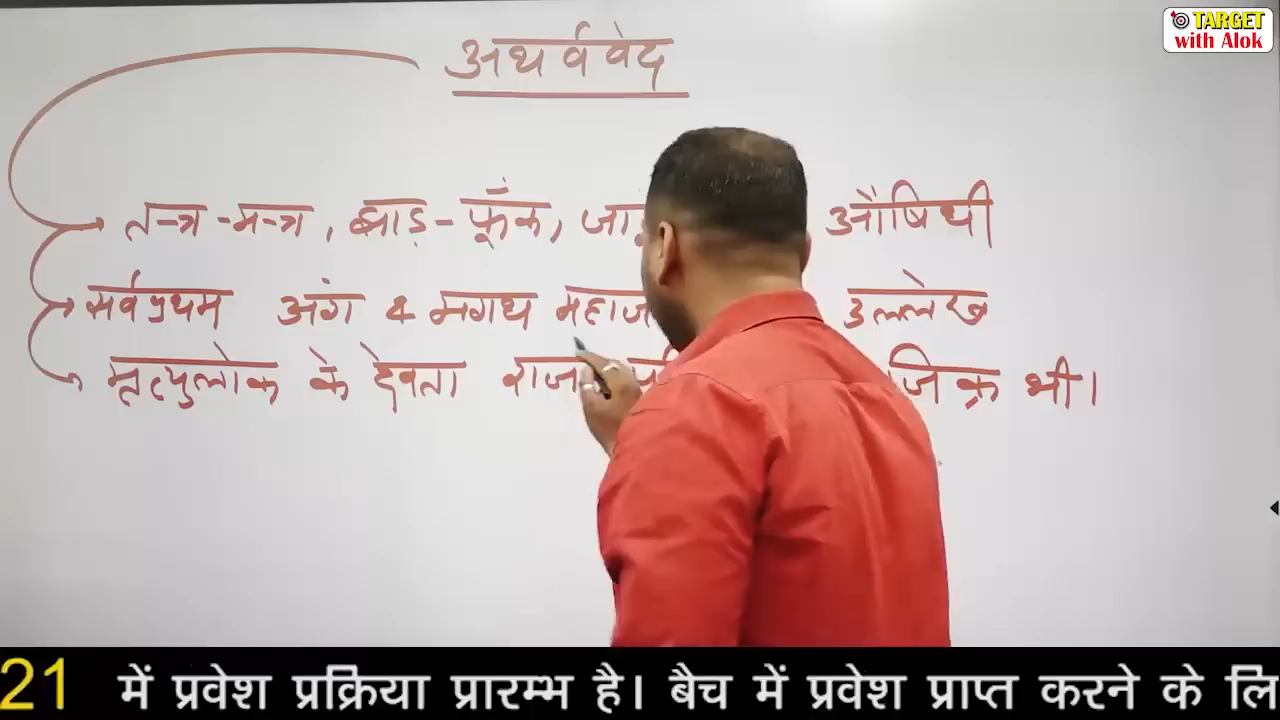 TARGET
with Alok
अथर्ववेद
तन्त्र-मन्त्र, झाड़-फूँक, औषिधी
सर्वप्रथम अंग & मगध उल्लेख
मृत्युलोक के देवता भी।
21 में प्रवेश प्रक्रिया प्रारम्भ है। बैच में प्रवेश प्राप्त करने के लि